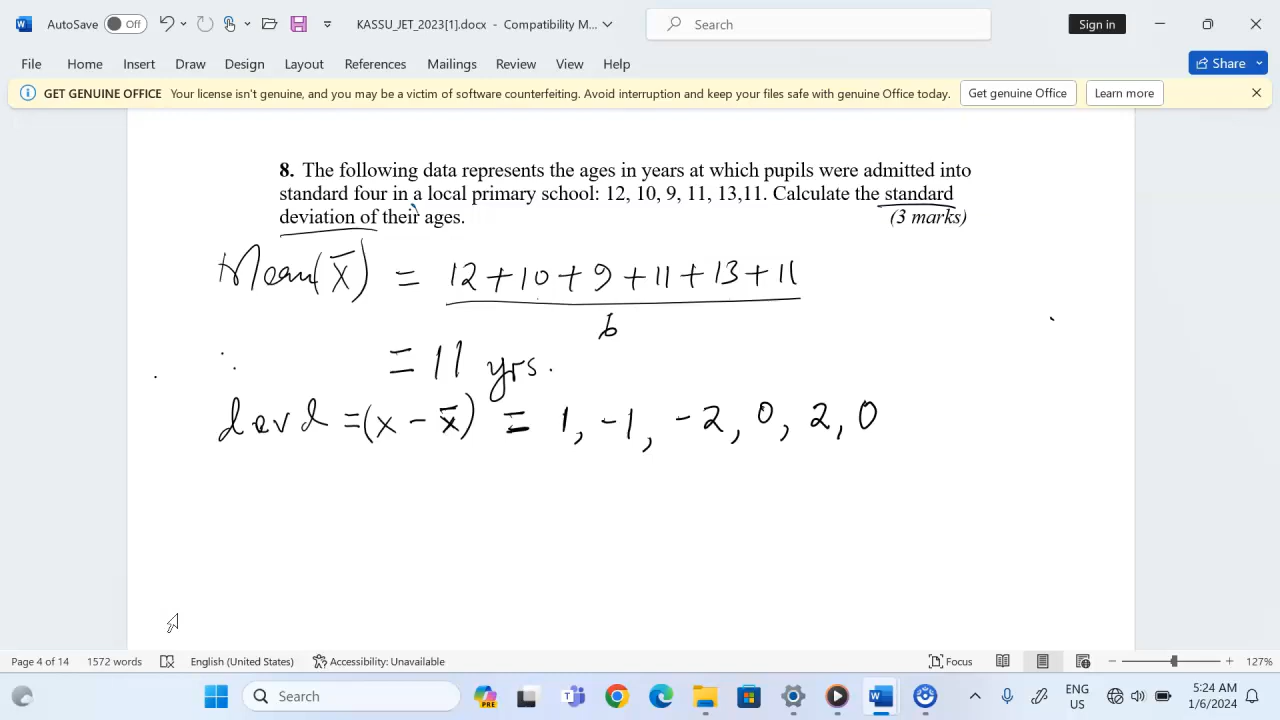 AutoSave Off KASSU JET 2023[1].docx - Compatibility M... Search Sign in
File Home Insert Draw Design Layout References Mailings Review View Help Share
GET GENUINE OFFICE Your license isn't genuine, and you may be a victim of software counterfeiting. Avoid interruption and keep your files safe with genuine Office today. Get genuine Office Learn more
8. The following data represents the ages in years at which pupils were admitted into
standard four in a local primary school: 12, 10, 9, 11, 13,11. Calculate the standard
deviation of their ages. (3 marks)
Mean(x̄) = 12+10+9+11+13+11
6
= 11 yrs.
d = (x - x̄) = 1, -1, -2, 0, 2, 0
Page 4 of 14 1572 words English (United States) Accessibility: Unavailable Focus 127%
Search PRE ENG 5:24 AM
US 1/6/2024